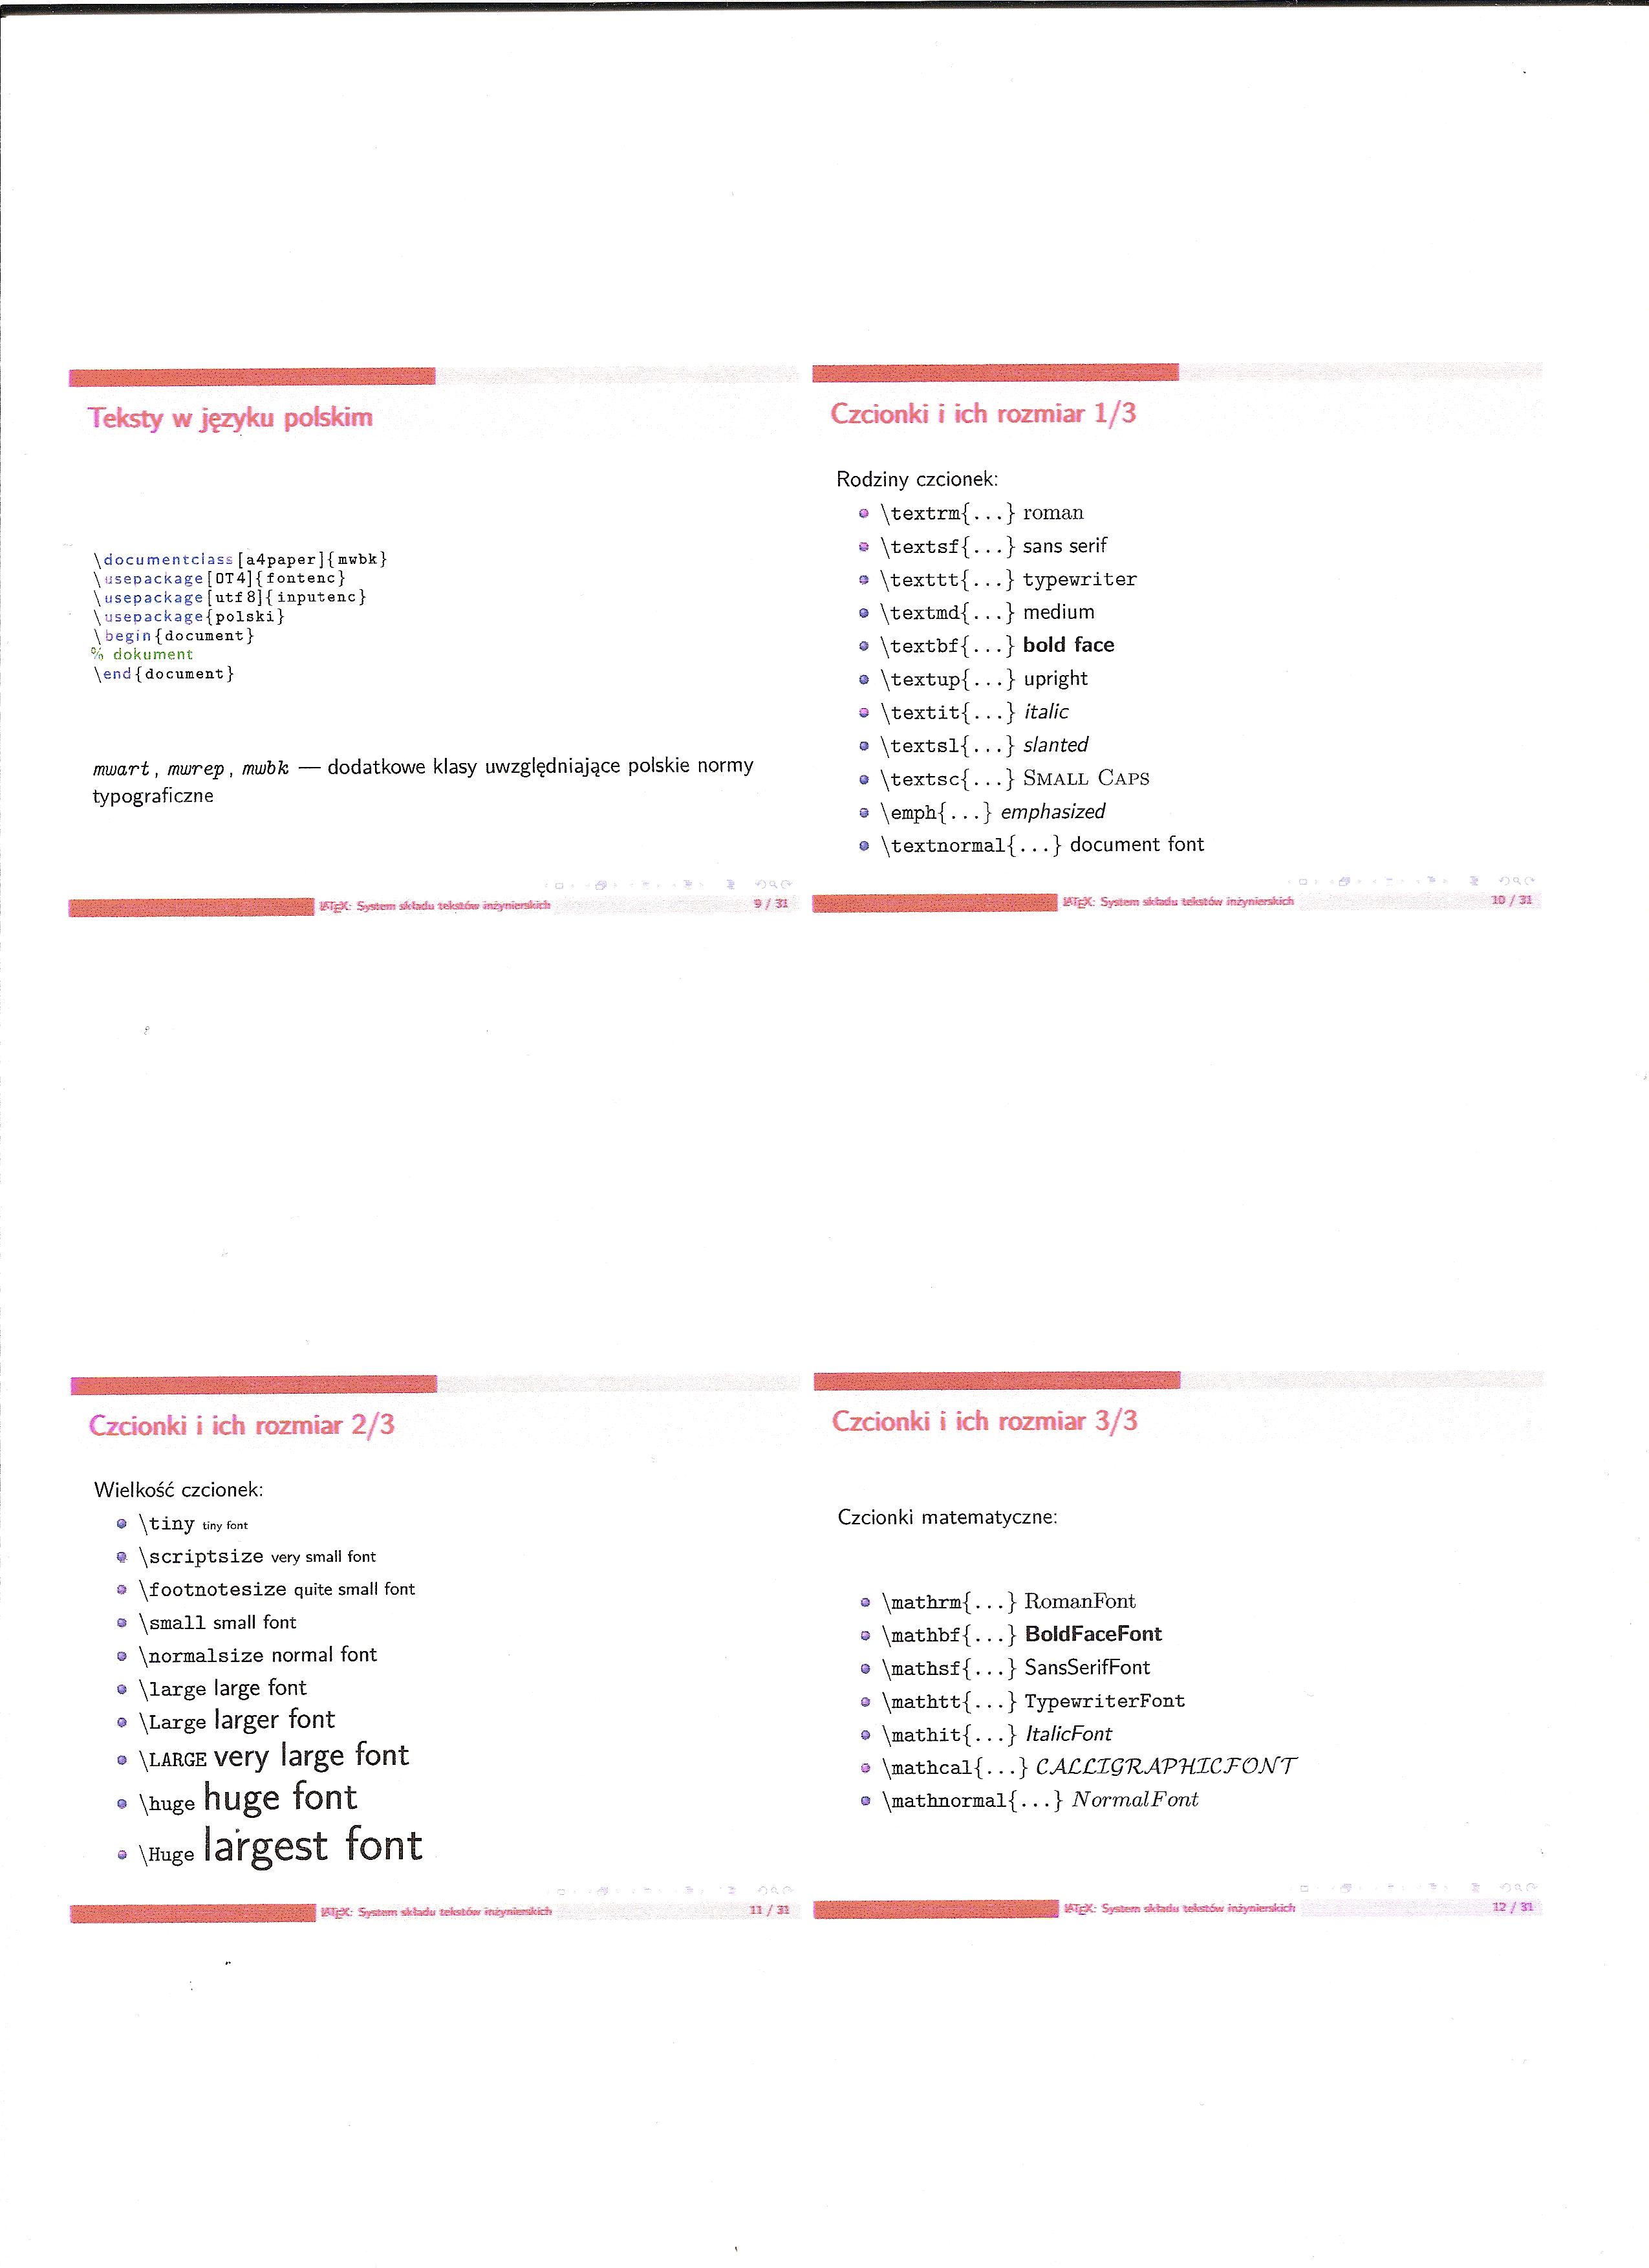 Teksty w języku polskim
\documentclass[a4paper]{mwbk}
\usepackage[OT4]{fontenc}
\usepackage[utf8]{inputenc}
\usepackage{polski}
\begin{document}
% dokument
\end{document}
mwart, mwrep, mwbk — dodatkowe klasy uwzględniające polskie normy
typograficzne
LATEX: System składu tekstów inżynierskich
9 / 31
Czcionki i ich rozmiar 1/3
Rodziny czcionek:
\textrm{...} roman
\textsf{...} sans serif
\texttt{...} typewriter
\textmd{...} medium
\textbf{...} bold face
\textup{...} upright
\textit{...} italic
\textsl{...} slanted
\textsc{...} Small Caps
\emph{...} emphasized
\textnormal{...} document font
LATEX: System składu tekstów inżynierskich
10 / 31
Czcionki i ich rozmiar 2/3
Wielkość czcionek:
\tiny tiny font
\scriptsize very small font
\footnotesize quite small font
\small small font
\normalsize normal font
\large large font
\Large larger font
\LARGE very large font
\huge huge font
\Huge largest font
LATEX: System składu tekstów inżynierskich
11 / 31
Czcionki i ich rozmiar 3/3
Czcionki matematyczne:
\mathrm{...} RomanFont
\mathbf{...} BoldFaceFont
\mathsf{...} SansSerifFont
\mathtt{...} TypewriterFont
\mathit{...} ItalicFont
\mathcal{...} CALLIGRAPHICFONT
\mathnormal{...} NormalFont
LATEX: System składu tekstów inżynierskich
12 / 31